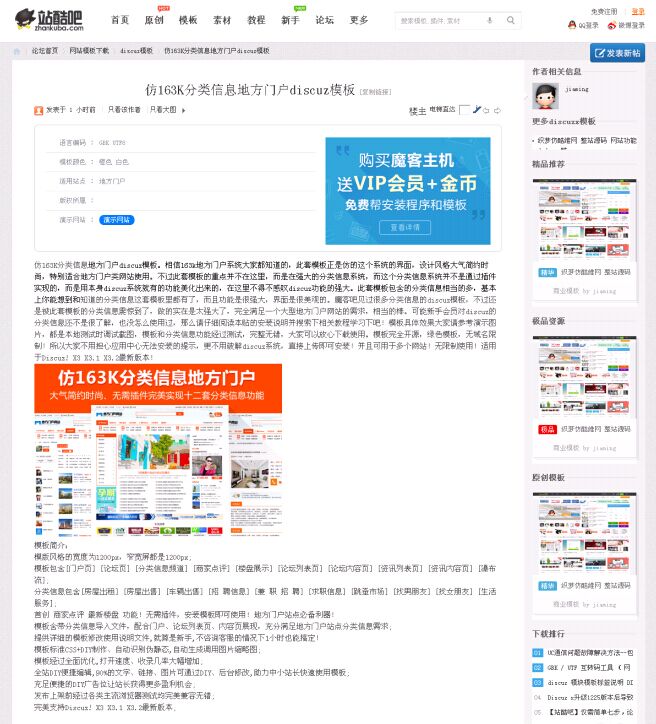 站酷吧
zhankuba.com
首页 原创 模板 素材 教程 新手 论坛 更多
HOT
搜索模板,插件,素材
免费注册 | 登录
QQ登录 微博登录
论坛首页 网站模板下载 discuz模板 仿163K分类信息地方门户discuz模板
发表新帖
仿163K分类信息地方门户discuz模板 [复制链接]
发表于 1 小时前 | 只看该作者 | 只看大图
楼主 电梯直达
语言编码 : GBK UTF8
模板颜色 : 橙色 白色
适用站点 : 地方门户
版权所属 :
演示网站 : 演示网站
购买魔客主机
送VIP会员+金币
免费帮安装程序和模板
查看详情
仿163K分类信息地方门户discuz模板。相信163k地方门户系统大家都知道的，此套模板正是仿的这个系统的界面。设计风格大气简约时
尚，特别适合地方门户类网站使用。不过此套模板的重点并不在这里，而是在强大的分类信息系统，而这个分类信息系统并不是通过插件
实现的，而是用本身discuz系统就有的功能美化出来的，在这里不得不感叹discuz功能的强大。此套模板包含的分类信息相当的多，基本
上你能想到和知道的分类信息这套模板里都有了，而且功能是很强大，界面是很美观的。魔客吧见过很多分类信息的discuz模板，不过还
是被此套模板的分类信息震惊到了，做的实在是太强大了，完全满足一个大型地方门户网站的需求，相当的棒。可能新手会员对discuz的
分类信息还不是很了解，也没怎么使用过，那么请仔细阅读本贴的安装说明并搜索下相关教程学习下吧！模板具体效果大家请参考演示图
片，都是本地测试时调试截图，模板和分类信息功能经过测试，完整无错，大家可以放心下载使用。模板完全开源，绿色模板，无域名限
制！所以大家不用担心应用中心无法安装的提示，更不用破解discuz系统，直接上传即可安装！并且可用于多个网站！无限制使用！适用
于Discuz! X3 X3.1 X3.2最新版本!
仿163K分类信息地方门户
大气简约时尚、无需插件完美实现十二套分类信息功能
模板简介:
模版风格的宽度为1200px，窄宽屏都是1200px;
模板包含[门户页] [论坛页] [分类信息频道] [商家点评] [楼盘展示] [论坛列表页] [论坛内容页] [资讯列表页] [资讯内容页] [瀑布
流]
分类信息包含[房屋出租] [房屋出售] [车辆出售] [招 聘信息] [兼 职 招 聘] [求职信息] [跳蚤市场] [找男朋友] [找女朋友] [生活
服务]
首创 商家点评 最新楼盘 功能！无需插件，安装模板即可使用！地方门户站点必备利器!
模板含带分类信息导入文件，配合门户、论坛列表页、内容页展现，充分满足地方门户站点分类信息需求;
提供详细的模板修改使用说明文件,就算是新手,不咨询客服的情况下1小时也能搞定!
模板标准CSS+DIY制作、自动识别伪静态,自动生成调用图片缩略图;
模板经过全面优化,打开速度、收录几率大幅增加;
全站DIY便捷编辑,90%的文字、链接、图片可通过DIY、后台修改,助力中小站长快速使用模板;
充足便捷的DIY广告位让站长获得更多盈利机会;
发布上架前经过各类主流浏览器测试均完美兼容无错;
完美支持Discuz! X3 X3.1 X3.2最新版本.
作者相关信息
jiaming
更多discuzx模板
· 织梦仿酷维网 整站源码 网站功能
精品推荐
精华 织梦仿酷维网 整站源码
商业模板 by jiaming
极品资源
极品 织梦仿酷维网 整站源码
商业模板 by jiaming
原创模板
精华 织梦仿酷维网 整站源码
商业模板 by jiaming
下载排行
01 UC通信问题故障解决方法一包
02 GBK / UTF 互转码工具 ( 网
03 discuz 模块模板标签说明 DI
04 Discuz x升级1225版本后导致
05 【站酷吧】仅需简单七步,论